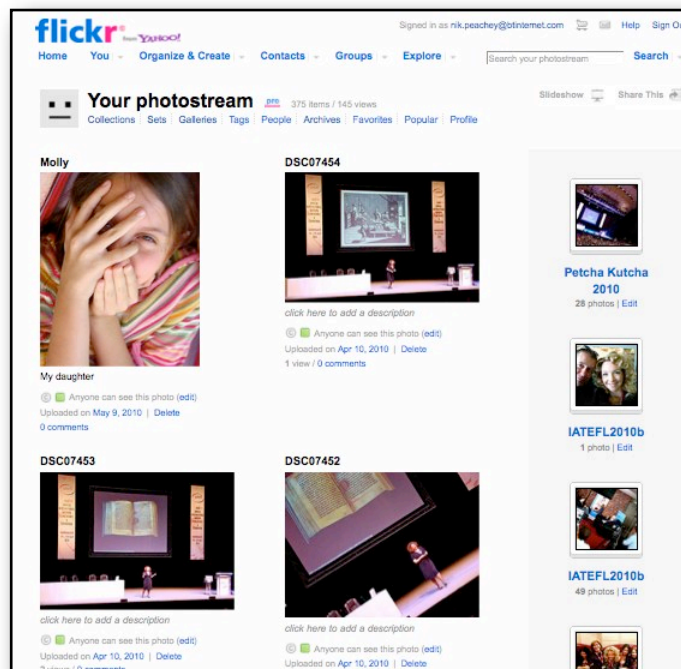 flickr from YAHOO!
Signed in as nik.peachey@btinternet.com Help Sign Ou
Home You Organize & Create Contacts Groups Explore Search your photostream Search
Your photostream pro 375 items / 145 views
Slideshow Share This
Collections Sets Galleries Tags People Archives Favorites Popular Profile
Molly
My daughter
Anyone can see this photo (edit)
Uploaded on May 9, 2010 | Delete
0 comments
DSC07454
click here to add a description
Anyone can see this photo (edit)
Uploaded on Apr 10, 2010 | Delete
1 view / 0 comments
DSC07453
click here to add a description
Anyone can see this photo (edit)
Uploaded on Apr 10, 2010 | Delete
DSC07452
click here to add a description
Anyone can see this photo (edit)
Uploaded on Apr 10, 2010 | Delete
Petcha Kutcha
2010
28 photos | Edit
IATEFL2010b
1 photo | Edit
IATEFL2010b
49 photos | Edit